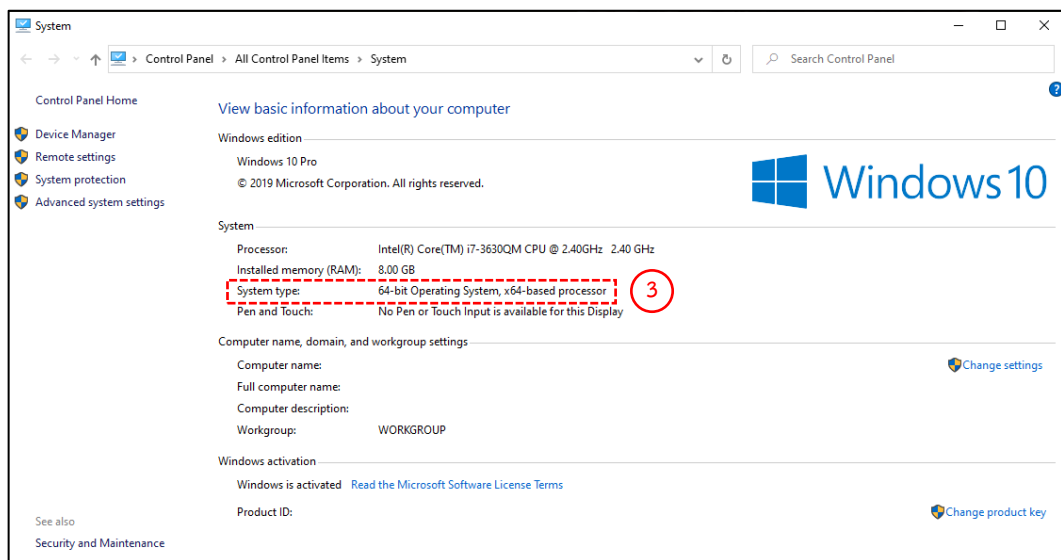 System
Control Panel > All Control Panel Items > System
Search Control Panel
?
Control Panel Home
Device Manager
Remote settings
System protection
Advanced system settings
See also
Security and Maintenance
View basic information about your computer
Windows edition
Windows 10 Pro
© 2019 Microsoft Corporation. All rights reserved.
Windows 10
System
Processor: Intel(R) Core(TM) i7-3630QM CPU @ 2.40GHz 2.40 GHz
Installed memory (RAM): 8.00 GB
System type: 64-bit Operating System, x64-based processor
3
Pen and Touch: No Pen or Touch Input is available for this Display
Computer name, domain, and workgroup settings
Computer name:
Change settings
Full computer name:
Computer description:
Workgroup: WORKGROUP
Windows activation
Windows is activated Read the Microsoft Software License Terms
Product ID:
Change product key